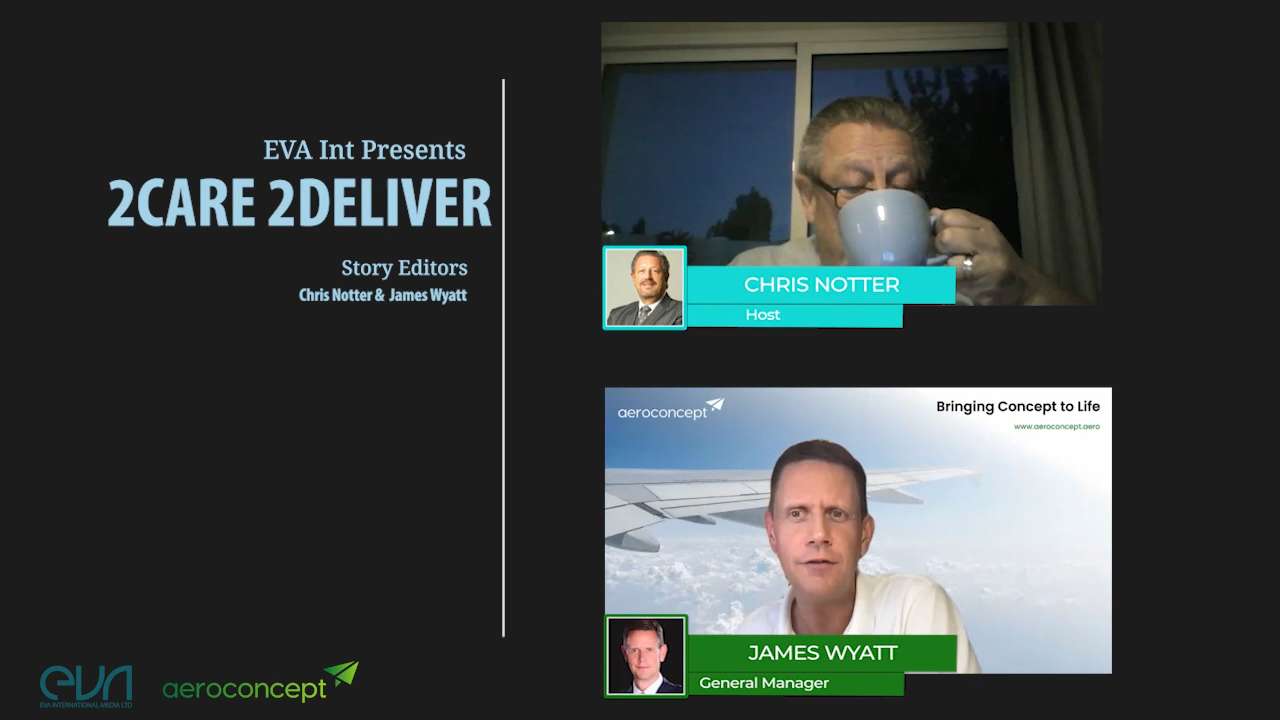 EVA Int Presents
2CARE 2DELIVER
Story Editors
Chris Notter & James Wyatt
CHRIS NOTTER
Host
aeroconcept
Bringing Concept to Life
www.aeroconcept.aero
JAMES WYATT
General Manager
eva
EVA INTERNATIONAL MEDIA LTD
aeroconcept